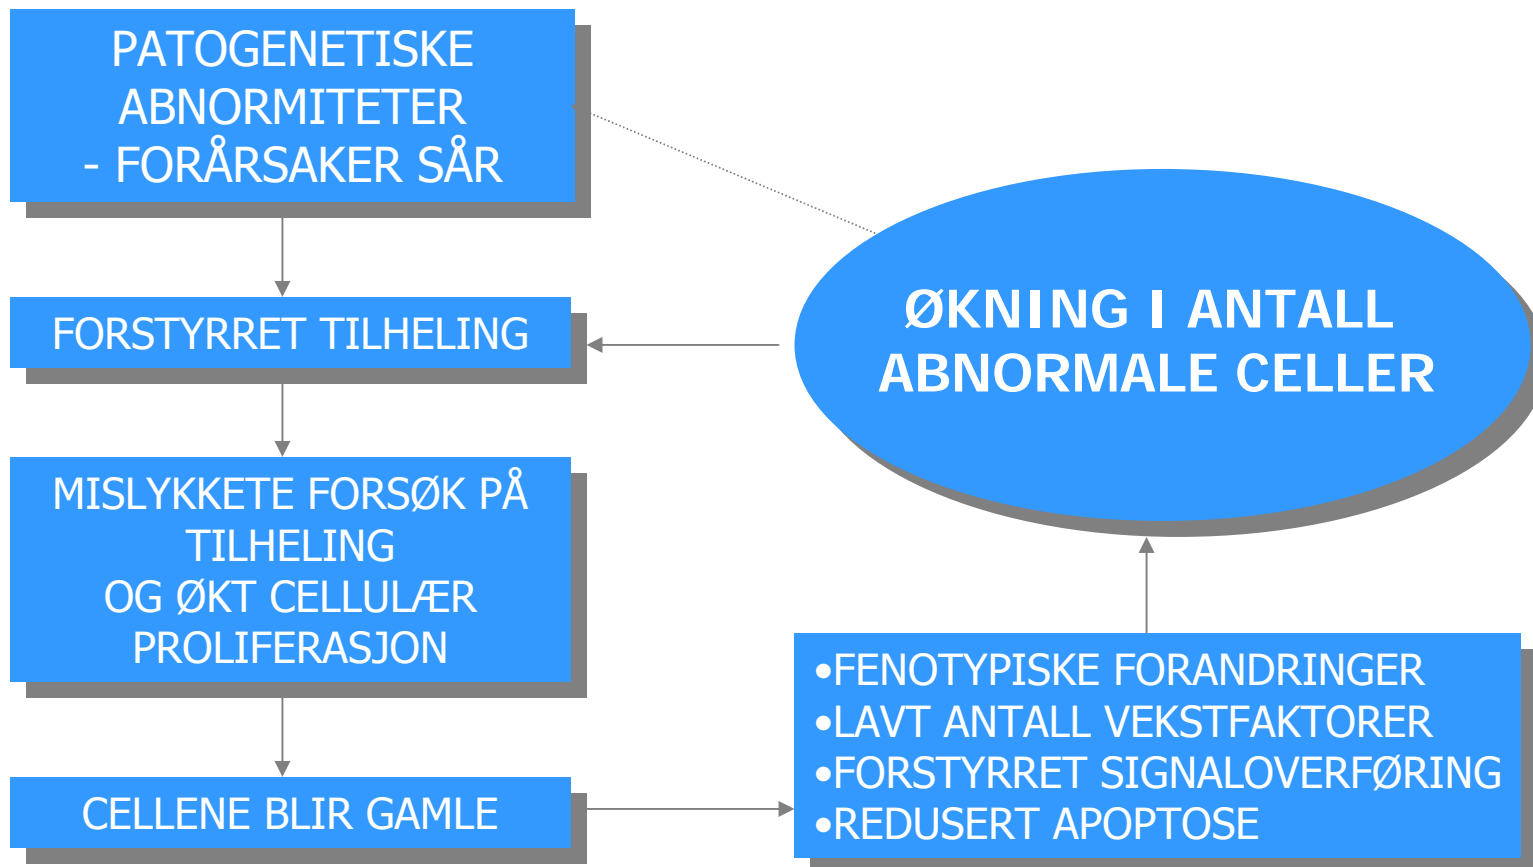 PATOGENETISKE
ABNORMITETER
- FORÅRSAKER SÅR
FORSTYRRET TILHELING
MISLYKKETE FORSØK PÅ
TILHELING
OG ØKT CELLULÆR
PROLIFERASJON
CELLENE BLIR GAMLE
•FENOTYPISKE FORANDRINGER
•LAVT ANTALL VEKSTFAKTORER
•FORSTYRRET SIGNALOVERFØRING
•REDUSERT APOPTOSE
ØKNING I ANTALL
ABNORMALE CELLER